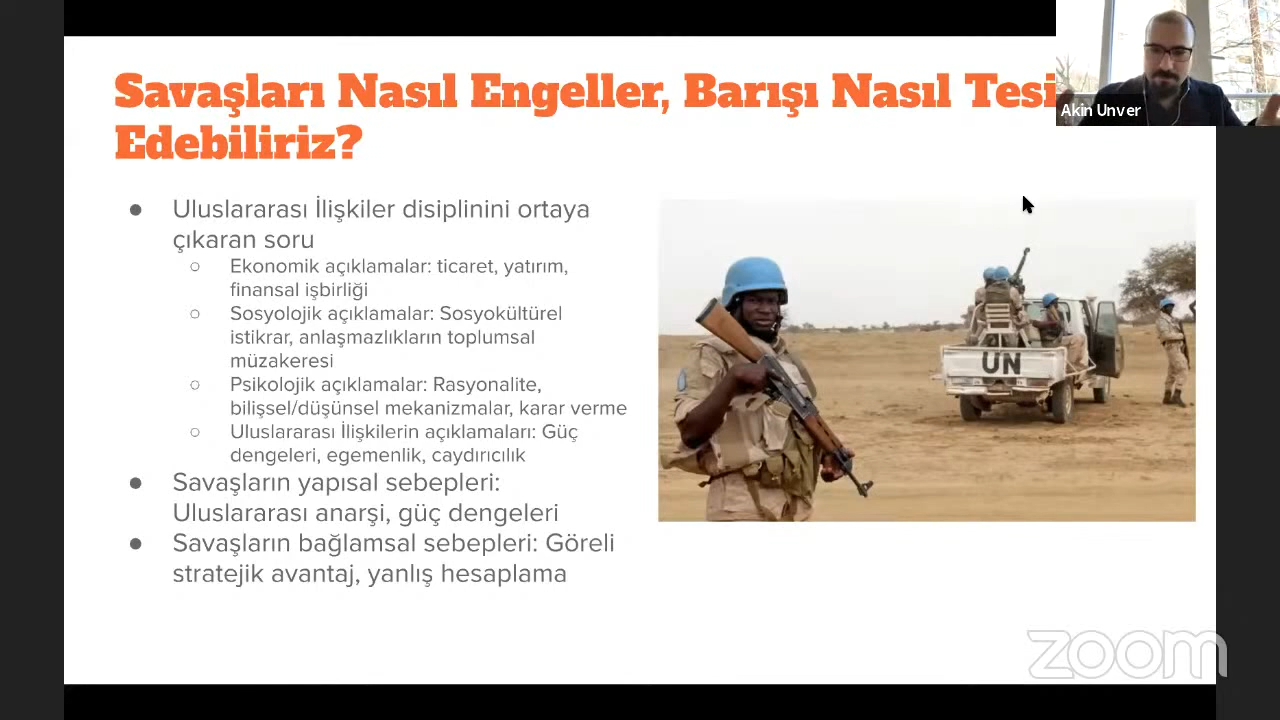 Savaşları Nasıl Engeller, Barışı Nasıl Tesi
Edebiliriz?
Akin Unver
● Uluslararası İlişkiler disiplinini ortaya
çıkaran soru
○ Ekonomik açıklamalar: ticaret, yatırım,
finansal işbirliği
○ Sosyolojik açıklamalar: Sosyokültürel
istikrar, anlaşmazlıkların toplumsal
müzakeresi
○ Psikolojik açıklamalar: Rasyonalite,
bilişsel/düşünsel mekanizmalar, karar verme
○ Uluslararası İlişkilerin açıklamaları: Güç
dengeleri, egemenlik, caydırıcılık
● Savaşların yapısal sebepleri:
Uluslararası anarşi, güç dengeleri
● Savaşların bağlamsal sebepleri: Göreli
stratejik avantaj, yanlış hesaplama
UN
zoom